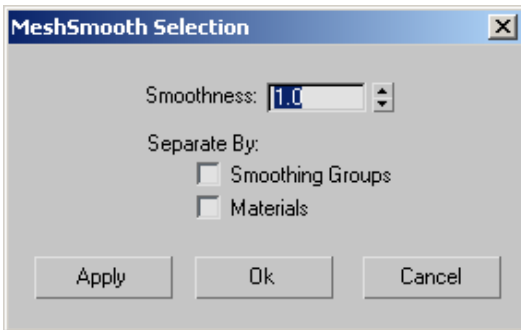 MeshSmooth Selection
Smoothness: 1.0
Separate By:
Smoothing Groups
Materials
Apply Ok Cancel